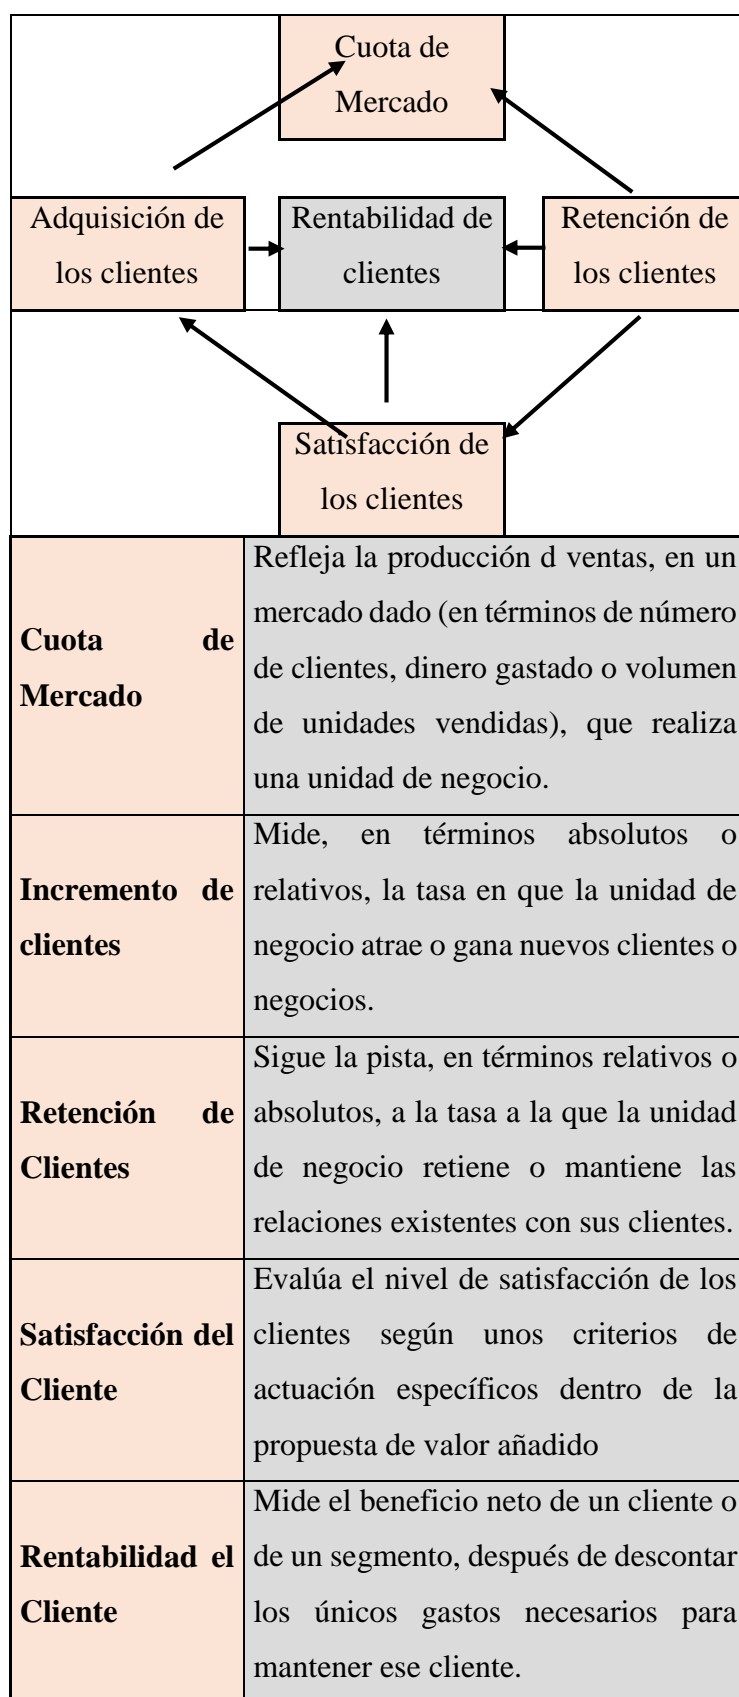 Cuota de
Mercado
Adquisición de
los clientes
Rentabilidad de
clientes
Retención de
los clientes
Satisfacción de
los clientes
Cuota de
Mercado
Refleja la producción d ventas, en un
mercado dado (en términos de número
de clientes, dinero gastado o volumen
de unidades vendidas), que realiza
una unidad de negocio.
Incremento de
clientes
Mide, en términos absolutos o
relativos, la tasa en que la unidad de
negocio atrae o gana nuevos clientes o
negocios.
Retención de
Clientes
Sigue la pista, en términos relativos o
absolutos, a la tasa a la que la unidad
de negocio retiene o mantiene las
relaciones existentes con sus clientes.
Satisfacción del
Cliente
Evalúa el nivel de satisfacción de los
clientes según unos criterios de
actuación específicos dentro de la
propuesta de valor añadido
Rentabilidad el
Cliente
Mide el beneficio neto de un cliente o
de un segmento, después de descontar
los únicos gastos necesarios para
mantener ese cliente.